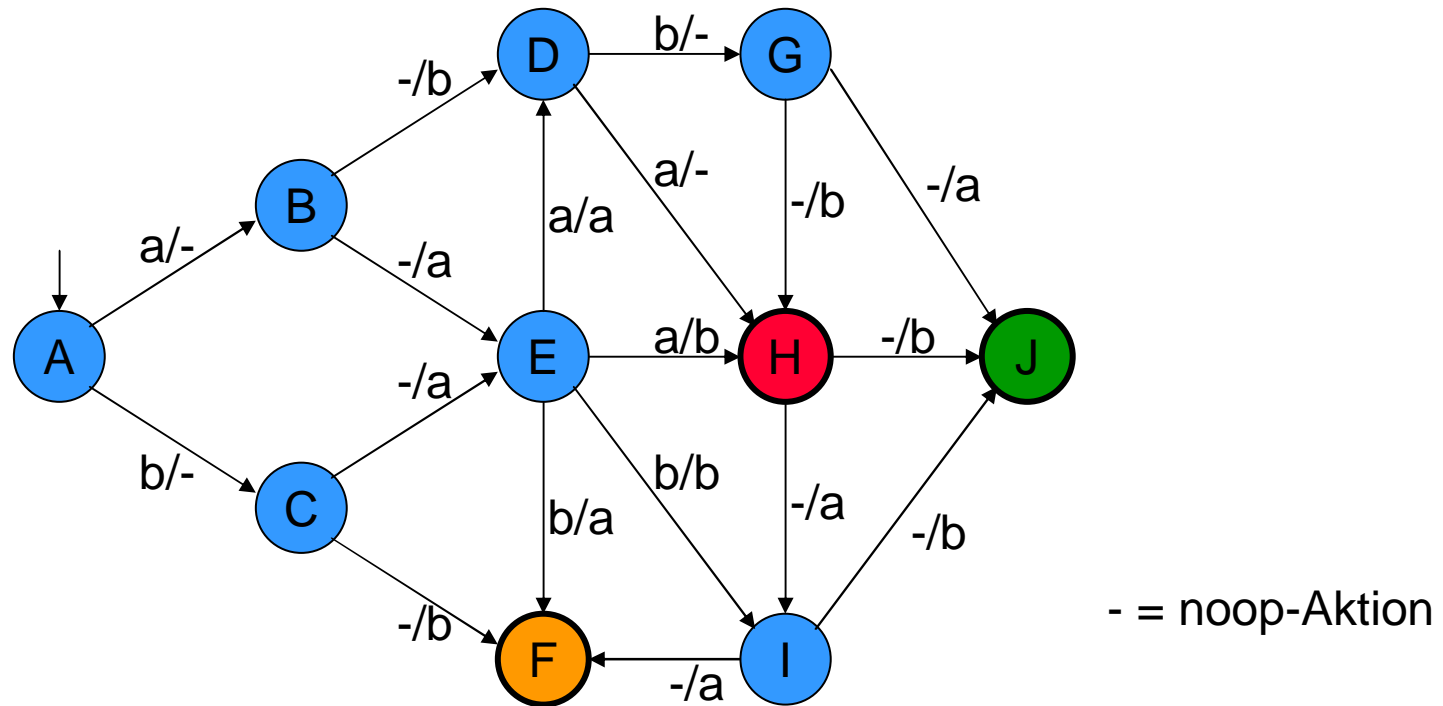 D
b/-
G
-/b
B
a/-
-/b
-/a
a/a
a/-
-/a
A
-/a
E
a/b
H
-/b
J
b/-
C
b/a
b/b
-/a
-/b
-/b
F
-/a
I
- = noop-Aktion